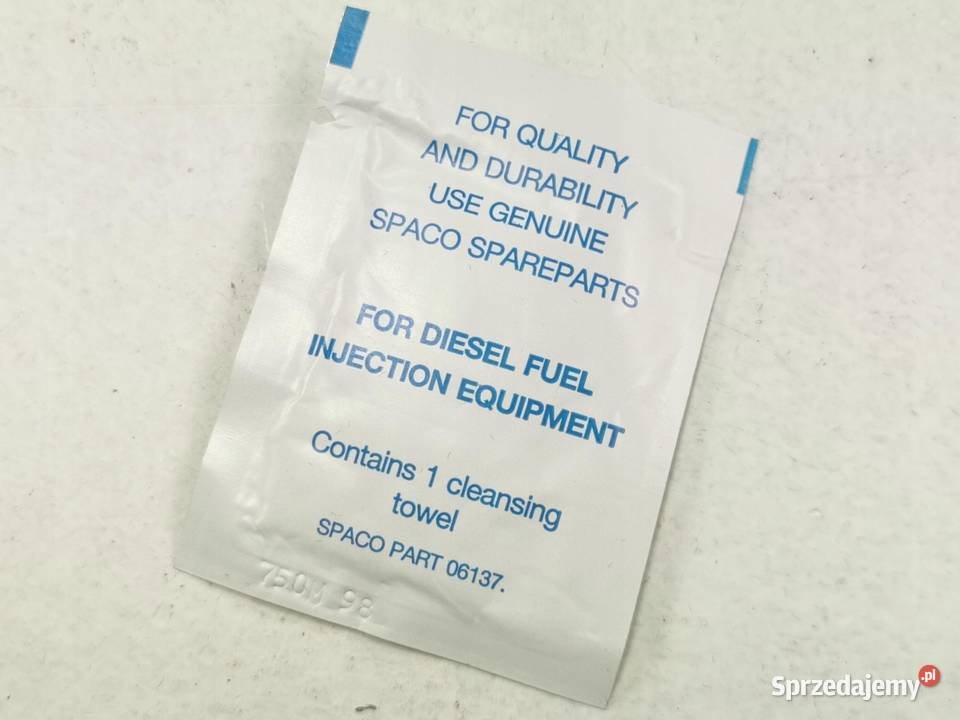 FOR QUALITY
AND DURABILITY
USE GENUINE
SPACO SPAREPARTS
FOR DIESEL FUEL
INJECTION EQUIPMENT
Contains 1 cleansing
towel
SPACO PART 06137.
98
Sprzedajemy.pl